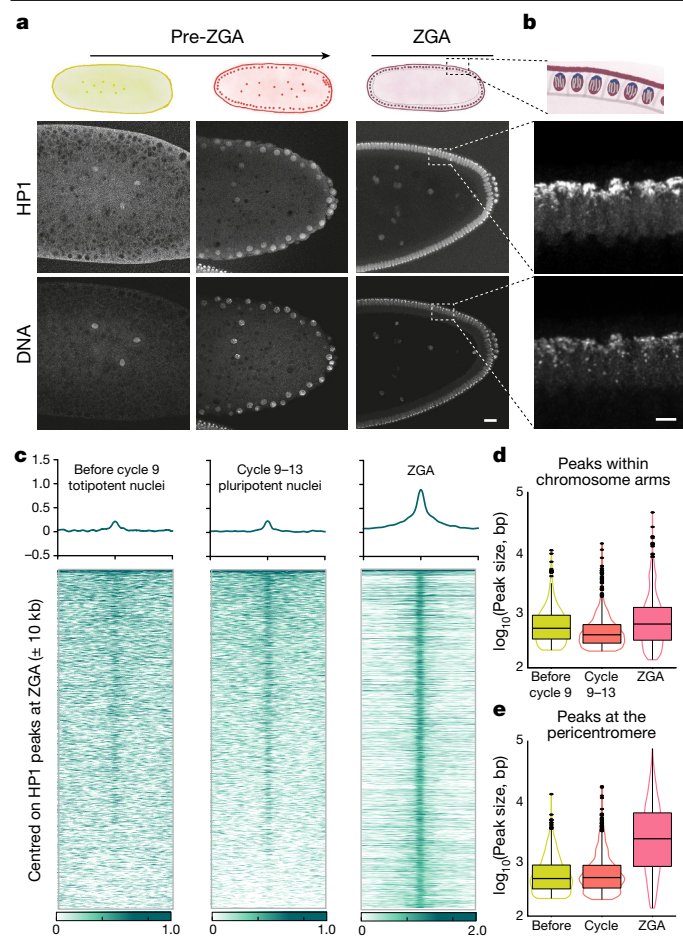 a
b
Pre-ZGA
ZGA
HP1
DNA
c
Before cycle 9
totipotent nuclei
Cycle 9–13
pluripotent nuclei
ZGA
1.5
1.0
0.5
0
–0.5
Centred on HP1 peaks at ZGA (± 10 kb)
0
1.0
0
1.0
0
2.0
d
Peaks within
chromosome arms
log10(Peak size, bp)
5
4
3
2
Before
cycle 9
Cycle
9–13
ZGA
e
Peaks at the
pericentromere
log10(Peak size, bp)
5
4
3
2
Before
Cycle
ZGA